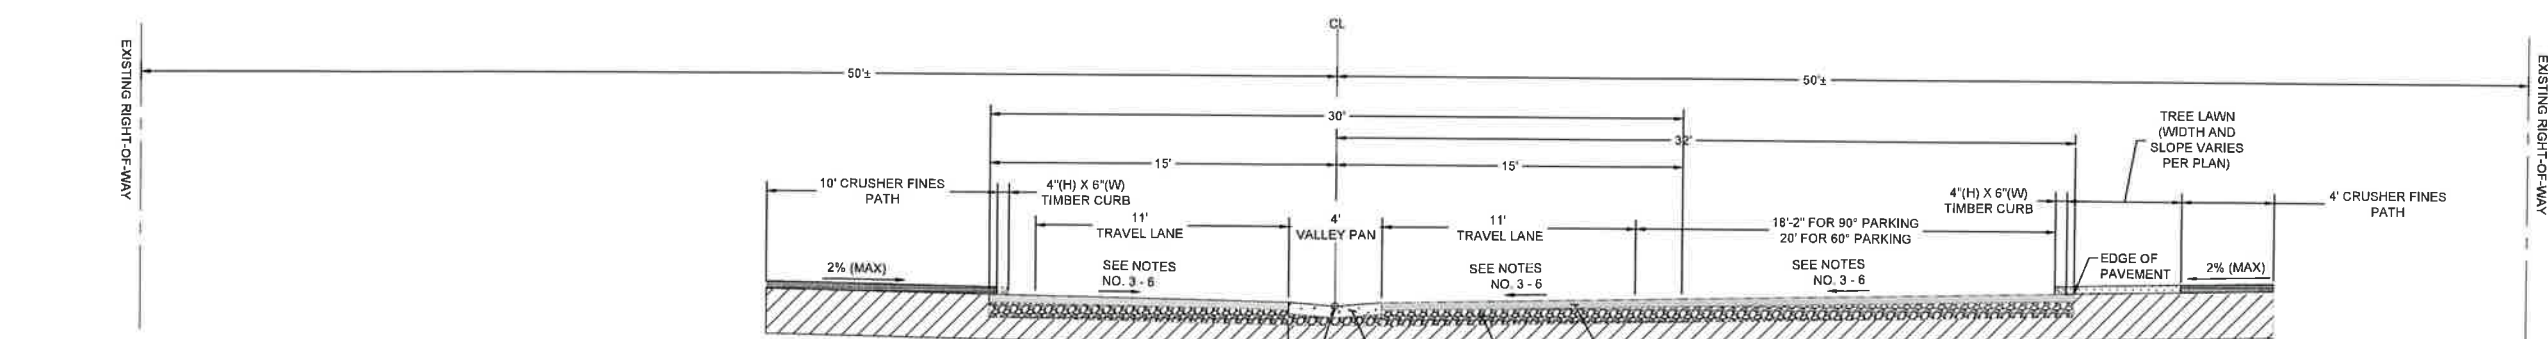 CL
EXISTING RIGHT-OF-WAY
50'±
50'±
EXISTING RIGHT-OF-WAY
30'
32'
15'
15'
TREE LAWN
(WIDTH AND
SLOPE VARIES
PER PLAN)
10' CRUSHER FINES
PATH
4"(H) X 6"(W)
TIMBER CURB
4"(H) X 6"(W)
TIMBER CURB
4' CRUSHER FINES
PATH
11'
TRAVEL LANE
4'
VALLEY PAN
11'
TRAVEL LANE
18'-2" FOR 90° PARKING
20' FOR 60° PARKING
2% (MAX)
SEE NOTES
NO. 3 - 6
SEE NOTES
NO. 3 - 6
SEE NOTES
NO. 3 - 6
EDGE OF
PAVEMENT
2% (MAX)